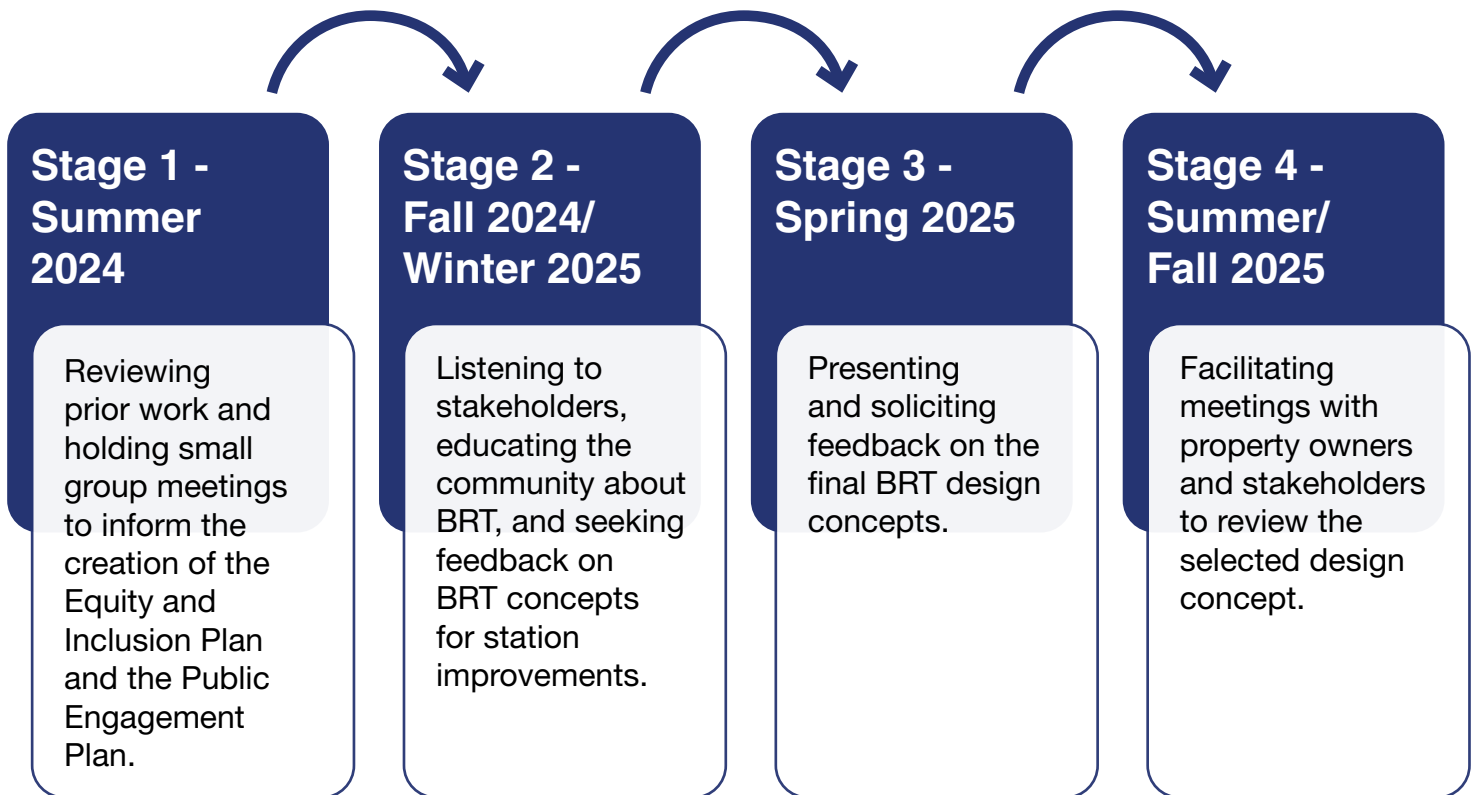 Stage 1 -
Summer
2024
Reviewing
prior work and
holding small
group meetings
to inform the
creation of the
Equity and
Inclusion Plan
and the Public
Engagement
Plan.
Stage 2 -
Fall 2024/
Winter 2025
Listening to
stakeholders,
educating the
community about
BRT, and seeking
feedback on
BRT concepts
for station
improvements.
Stage 3 -
Spring 2025
Presenting
and soliciting
feedback on the
final BRT design
concepts.
Stage 4 -
Summer/
Fall 2025
Facilitating
meetings with
property owners
and stakeholders
to review the
selected design
concept.